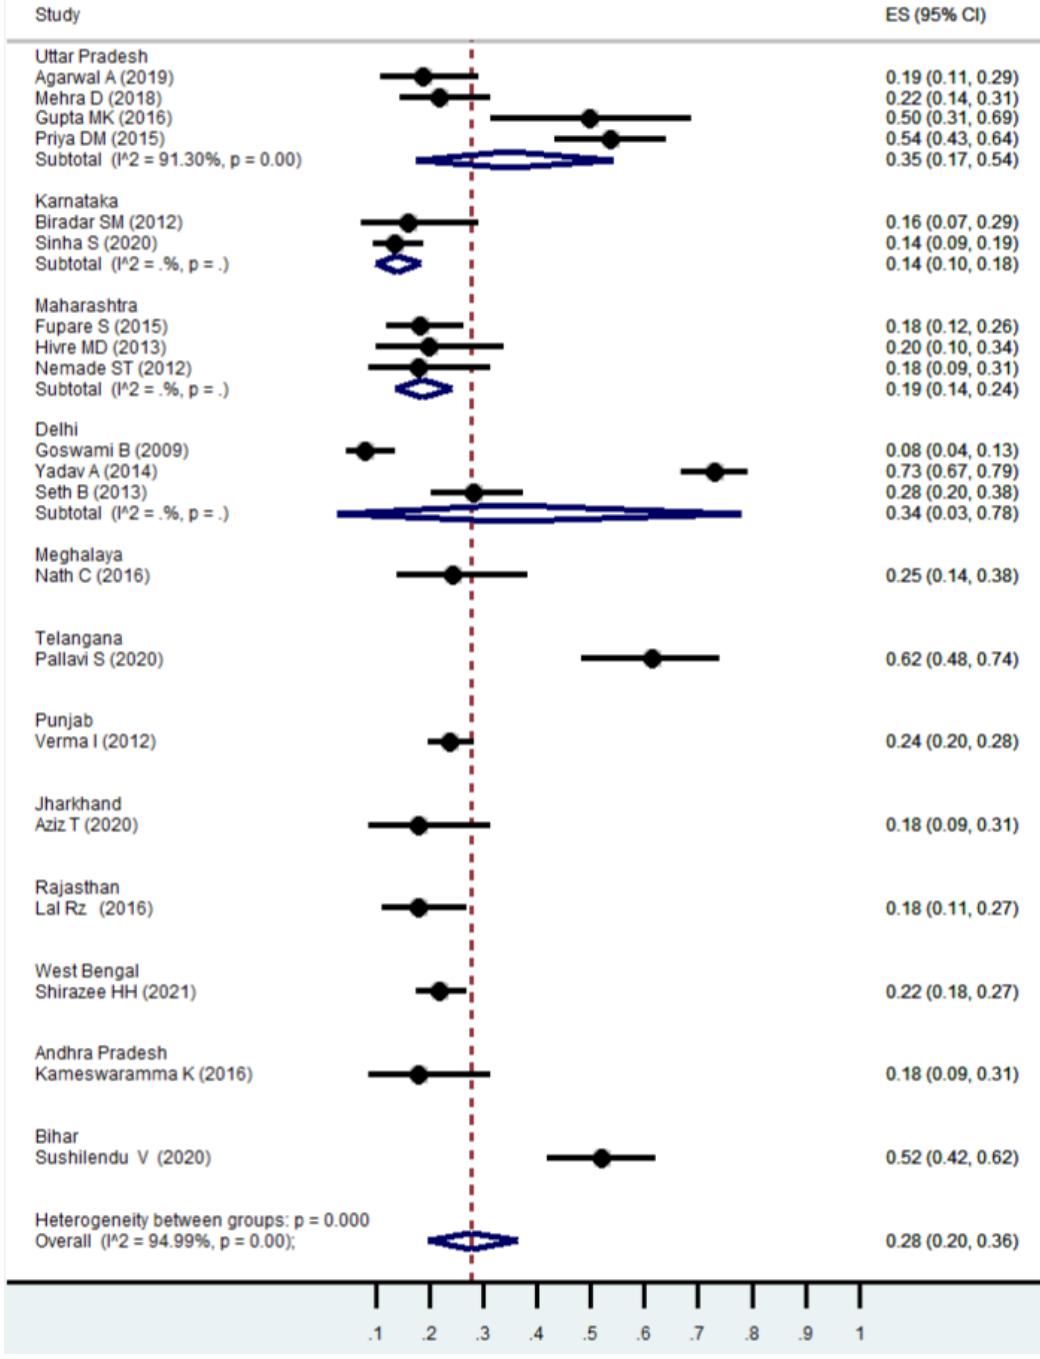 Study ES (95% CI)
Uttar Pradesh
Agarwal A (2019) 0.19 (0.11, 0.29)
Mehra D (2018) 0.22 (0.14, 0.31)
Gupta MK (2016) 0.50 (0.31, 0.69)
Priya DM (2015) 0.54 (0.43, 0.64)
Subtotal (I^2 = 91.30%, p = 0.00) 0.35 (0.17, 0.54)
Karnataka
Biradar SM (2012) 0.16 (0.07, 0.29)
Sinha S (2020) 0.14 (0.09, 0.19)
Subtotal (I^2 = .%, p = .) 0.14 (0.10, 0.18)
Maharashtra
Fupare S (2015) 0.18 (0.12, 0.26)
Hivre MD (2013) 0.20 (0.10, 0.34)
Nemade ST (2012) 0.18 (0.09, 0.31)
Subtotal (I^2 = .%, p = .) 0.19 (0.14, 0.24)
Delhi
Goswami B (2009) 0.08 (0.04, 0.13)
Yadav A (2014) 0.73 (0.67, 0.79)
Seth B (2013) 0.28 (0.20, 0.38)
Subtotal (I^2 = .%, p = .) 0.34 (0.03, 0.78)
Meghalaya
Nath C (2016) 0.25 (0.14, 0.38)
Telangana
Pallavi S (2020) 0.62 (0.48, 0.74)
Punjab
Verma I (2012) 0.24 (0.20, 0.28)
Jharkhand
Aziz T (2020) 0.18 (0.09, 0.31)
Rajasthan
Lal Rz (2016) 0.18 (0.11, 0.27)
West Bengal
Shirazee HH (2021) 0.22 (0.18, 0.27)
Andhra Pradesh
Kameswaramma K (2016) 0.18 (0.09, 0.31)
Bihar
Sushilendu V (2020) 0.52 (0.42, 0.62)
Heterogeneity between groups: p = 0.000
Overall (I^2 = 94.99%, p = 0.00); 0.28 (0.20, 0.36)
.1 .2 .3 .4 .5 .6 .7 .8 .9 1